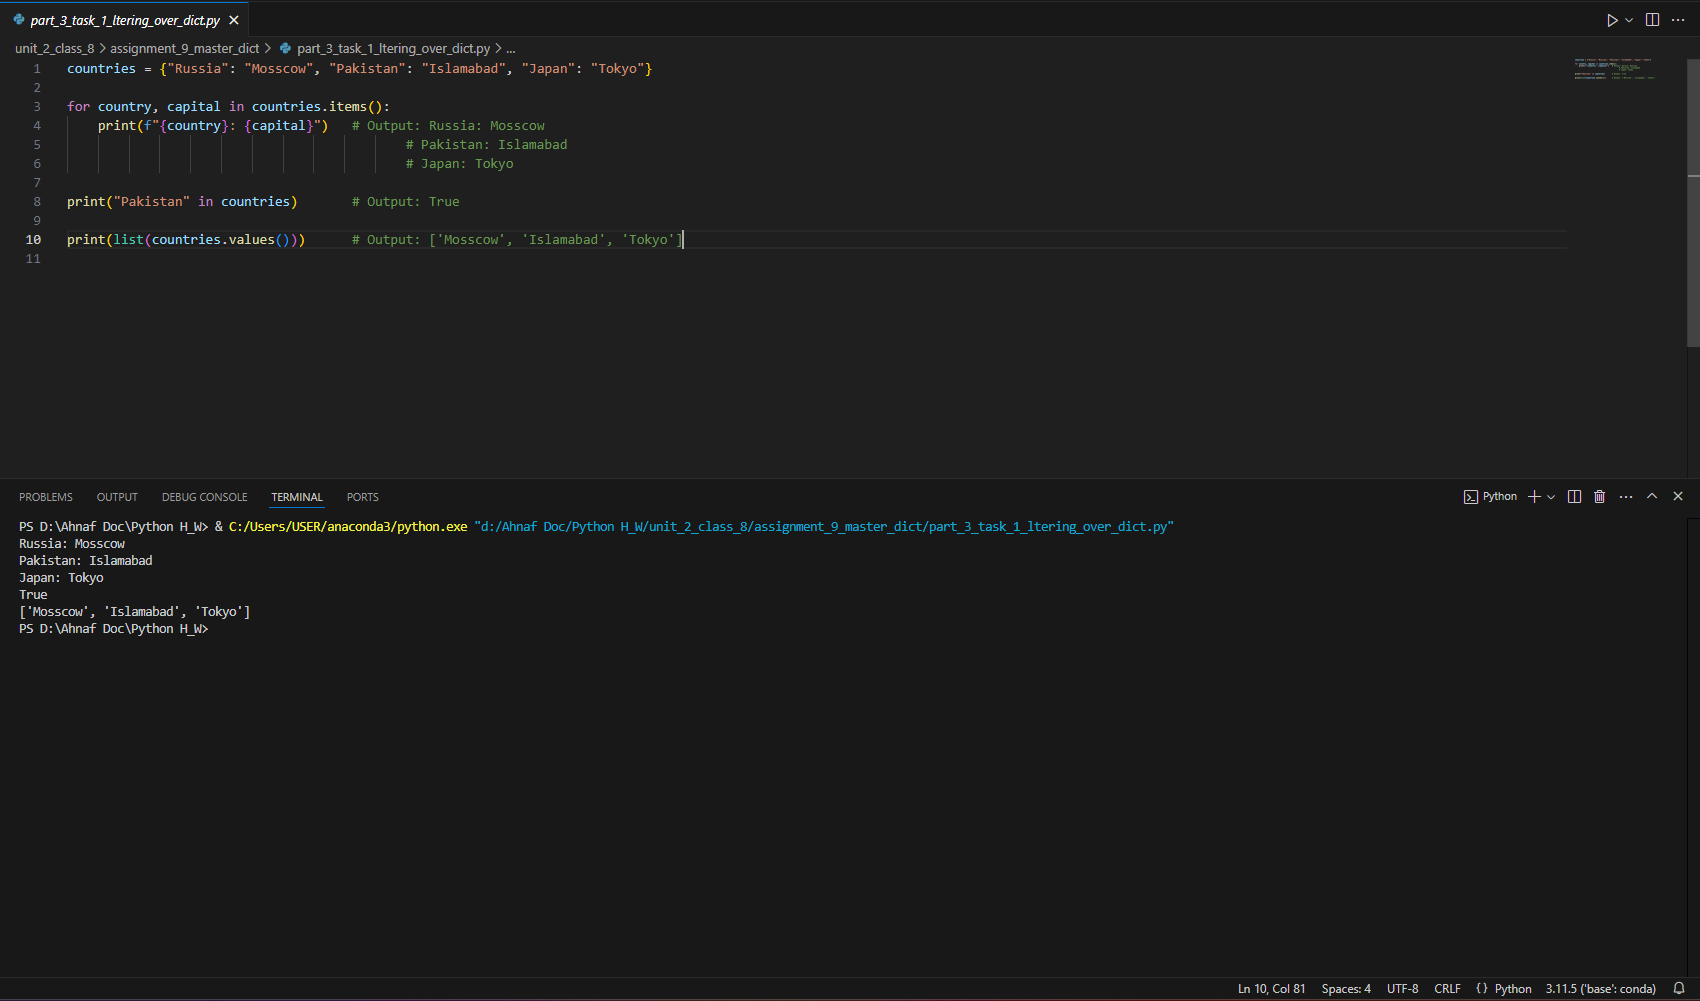 part_3_task_1_ltering_over_dict.py
unit_2_class_8 > assignment_9_master_dict > part_3_task_1_ltering_over_dict.py > ...
1 countries = {"Russia": "Mosscow", "Pakistan": "Islamabad", "Japan": "Tokyo"}
2
3 for country, capital in countries.items():
4     print(f"{country}: {capital}")   # Output: Russia: Mosscow
5                                            # Pakistan: Islamabad
6                                            # Japan: Tokyo
7
8 print("Pakistan" in countries)       # Output: True
9
10 print(list(countries.values()))      # Output: ['Mosscow', 'Islamabad', 'Tokyo']
11
PROBLEMS OUTPUT DEBUG CONSOLE TERMINAL PORTS Python
PS D:\Ahnaf Doc\Python H_W> & C:/Users/USER/anaconda3/python.exe "d:/Ahnaf Doc/Python H_W/unit_2_class_8/assignment_9_master_dict/part_3_task_1_ltering_over_dict.py"
Russia: Mosscow
Pakistan: Islamabad
Japan: Tokyo
True
['Mosscow', 'Islamabad', 'Tokyo']
PS D:\Ahnaf Doc\Python H_W>
Ln 10, Col 81 Spaces: 4 UTF-8 CRLF {} Python 3.11.5 ('base': conda)